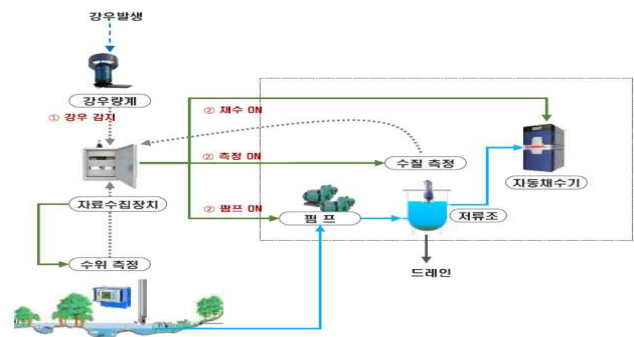 강우발생
강우량계
① 강우 감지
② 채수 ON
② 측정 ON
수질 측정
자동채수기
자료수집장치
② 펌프 ON
펌 프
저류조
수위 측정
드레인